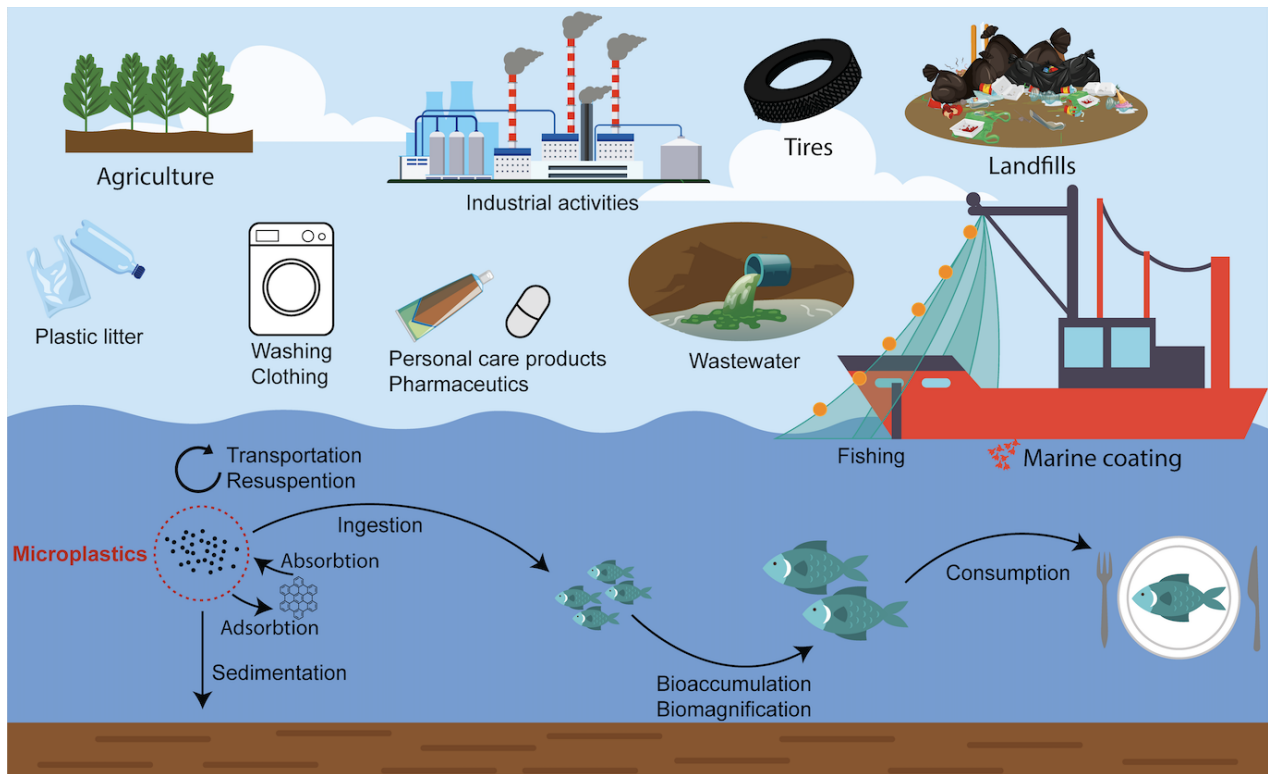 Agriculture
Industrial activities
Tires
Landfills
Plastic litter
Washing
Clothing
Personal care products
Pharmaceutics
Wastewater
Fishing
Marine coating
Transportation
Resuspention
Microplastics
Ingestion
Absorbtion
Adsorbtion
Sedimentation
Bioaccumulation
Biomagnification
Consumption